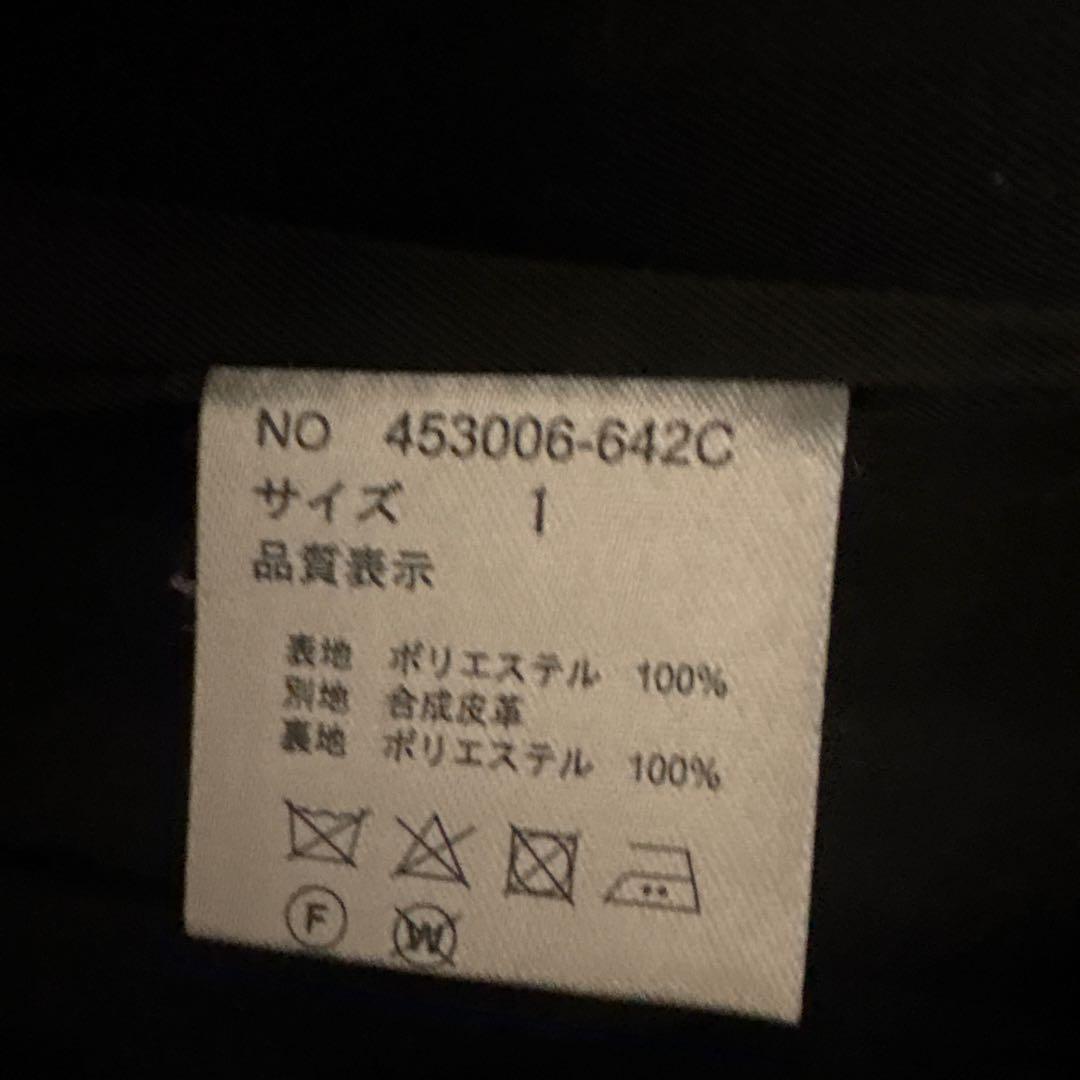 NO 453006-642C
サイズ 1
品質表示
表地 ポリエステル 100%
別地 合成皮革
裏地 ポリエステル 100%
F W